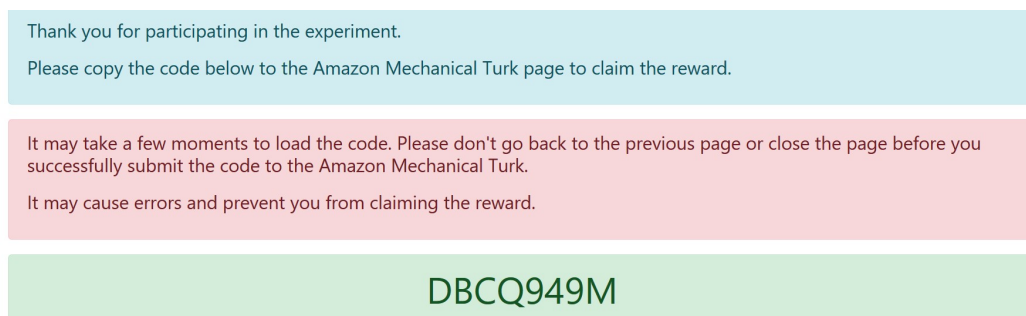 Thank you for participating in the experiment.
Please copy the code below to the Amazon Mechanical Turk page to claim the reward.
It may take a few moments to load the code. Please don't go back to the previous page or close the page before you
successfully submit the code to the Amazon Mechanical Turk.
It may cause errors and prevent you from claiming the reward.
DBCQ949M